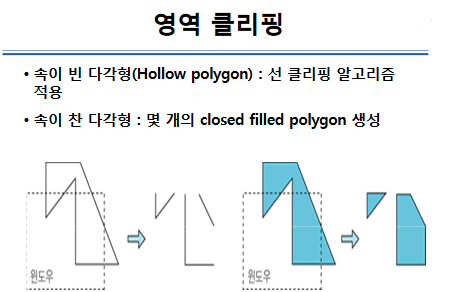 영역 클리핑
• 속이 빈 다각형(Hollow polygon) : 선 클리핑 알고리즘
적용
• 속이 찬 다각형 : 몇 개의 closed filled polygon 생성
윈도우
윈도우